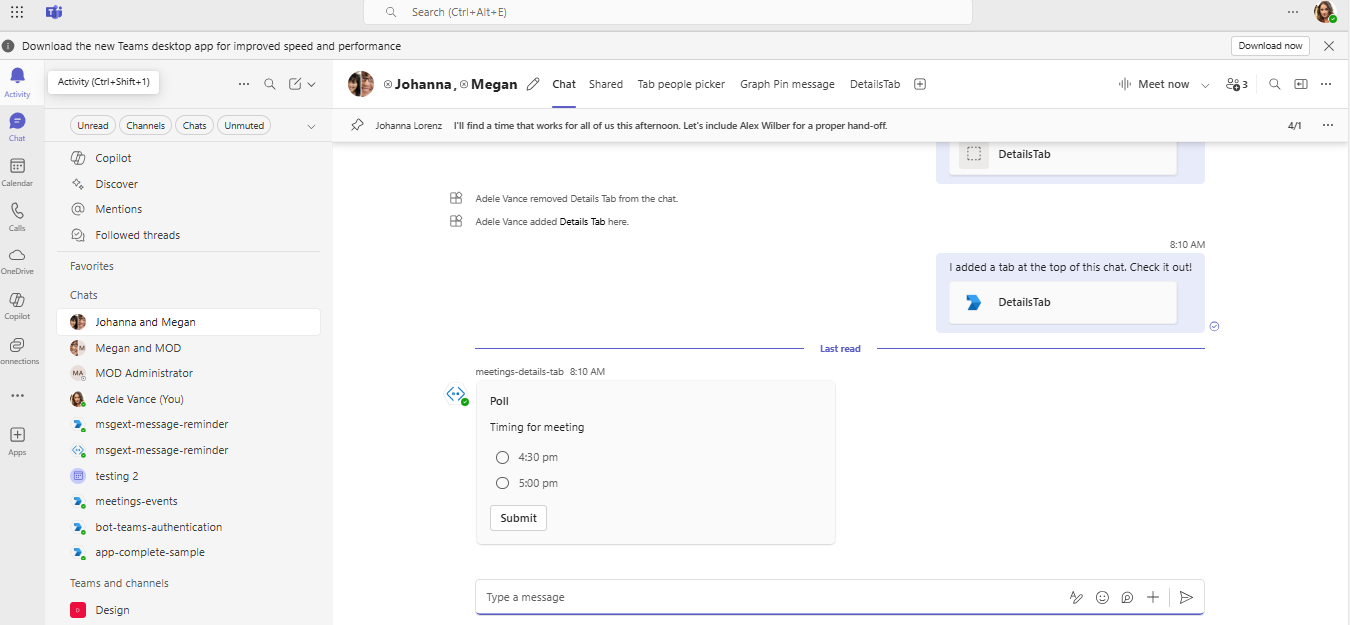 Search (Ctrl+Alt+E)
Download the new Teams desktop app for improved speed and performance
Download now
Activity
Chat
Calendar
Calls
OneDrive
Copilot
onnections
Apps
Activity (Ctrl+Shift+1)
Unread
Channels
Chats
Unmuted
Copilot
Discover
Mentions
Followed threads
Favorites
Chats
Johanna and Megan
M
Megan and MOD
MA
MOD Administrator
Adele Vance (You)
msgext-message-reminder
msgext-message-reminder
testing 2
meetings-events
bot-teams-authentication
app-complete-sample
Teams and channels
D
Design
Johanna, Megan
Chat
Shared
Tab people picker
Graph Pin message
DetailsTab
Meet now
3
Johanna Lorenz I'll find a time that works for all of us this afternoon. Let's include Alex Wilber for a proper hand-off.
4/1
DetailsTab
Adele Vance removed Details Tab from the chat.
Adele Vance added Details Tab here.
8:10 AM
I added a tab at the top of this chat. Check it out!
DetailsTab
Last read
meetings-details-tab 8:10 AM
Poll
Timing for meeting
4:30 pm
5:00 pm
Submit
Type a message